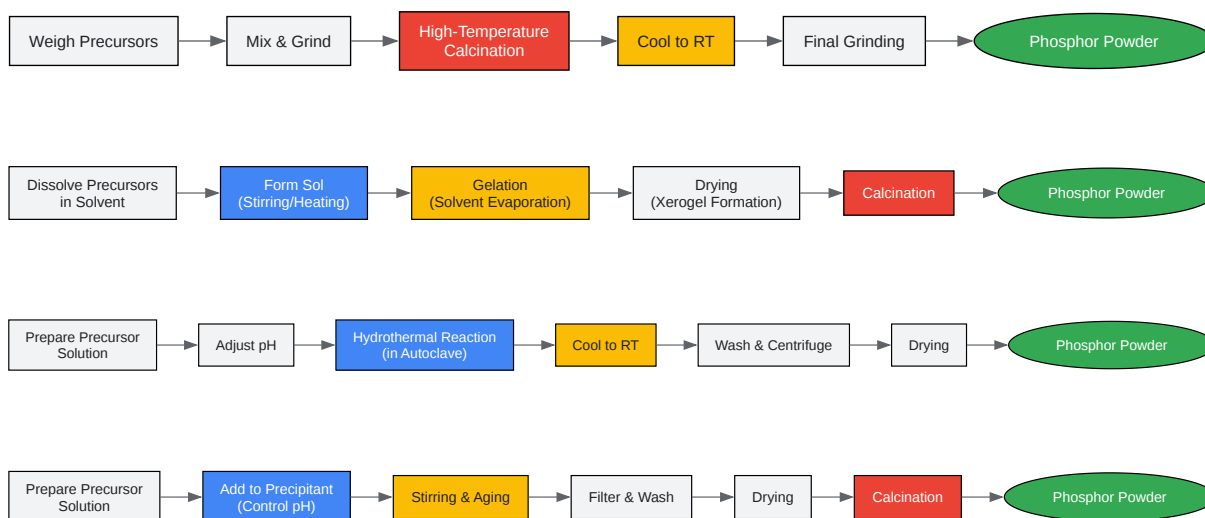 Weigh Precursors
Mix & Grind
High-Temperature
Calcination
Cool to RT
Final Grinding
Phosphor Powder
Dissolve Precursors
in Solvent
Form Sol
(Stirring/Heating)
Gelation
(Solvent Evaporation)
Drying
(Xerogel Formation)
Calcination
Phosphor Powder
Prepare Precursor
Solution
Adjust pH
Hydrothermal Reaction
(in Autoclave)
Cool to RT
Wash & Centrifuge
Drying
Phosphor Powder
Prepare Precursor
Solution
Add to Precipitant
(Control pH)
Stirring & Aging
Filter & Wash
Drying
Calcination
Phosphor Powder